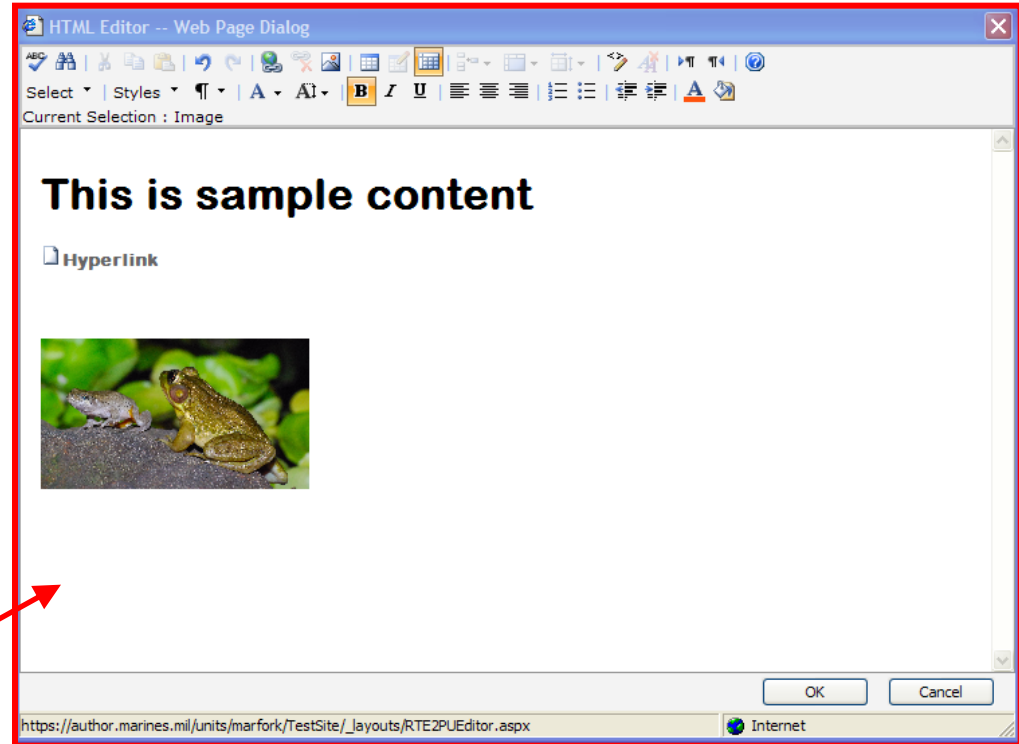 HTML Editor -- Web Page Dialog
ABC
Select | Styles ¶ | A A | B I U | A
Current Selection : Image
This is sample content
Hyperlink
OK Cancel
https://author.marines.mil/units/marfork/TestSite/_layouts/RTE2PUEditor.aspx Internet